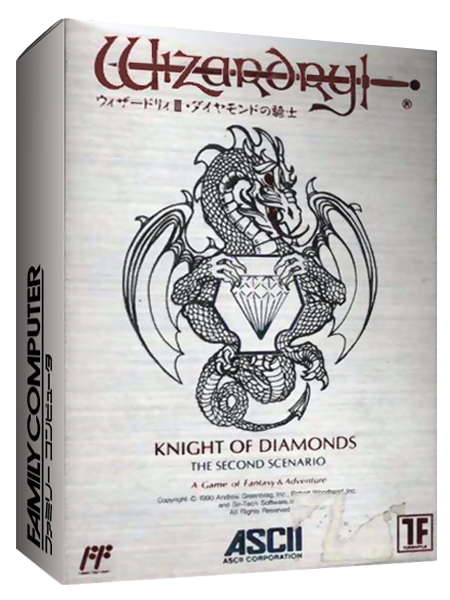 Wizardry
®
ウィザードリィⅢ・ダイヤモンドの騎士
KNIGHT OF DIAMONDS
THE SECOND SCENARIO
A Game of Fantasy & Adventure
Copyright © 1990 Andrew Greenberg, Inc., Robert Woodhead, Inc.
and Sir-Tech Software,
All Rights Reserved
ASCII
ASCII CORPORATION
1F
FAMILY COMPUTER
ファミリー コンピュータ